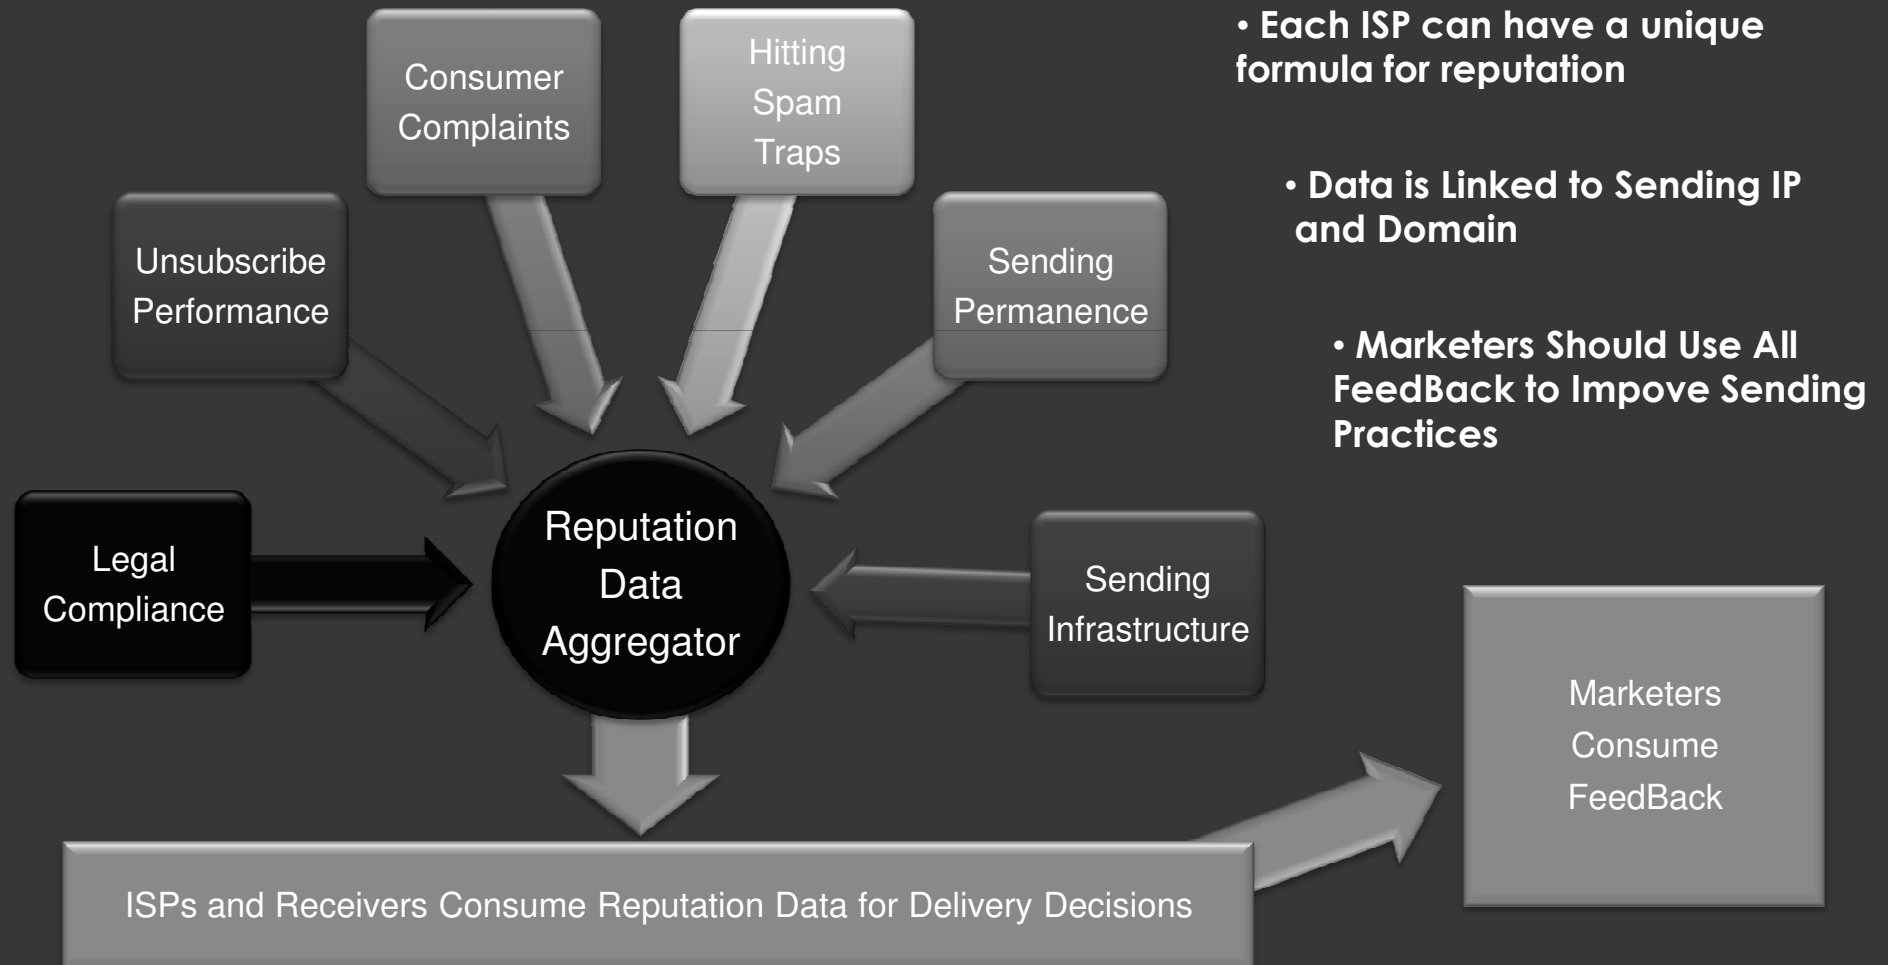 Consumer
Complaints
Hitting
Spam
Traps
Unsubscribe
Performance
Sending
Permanence
Legal
Compliance
Reputation
Data
Aggregator
Sending
Infrastructure
ISPs and Receivers Consume Reputation Data for Delivery Decisions
Marketers
Consume
FeedBack
• Each ISP can have a unique
formula for reputation
• Data is Linked to Sending IP
and Domain
• Marketers Should Use All
FeedBack to Impove Sending
Practices